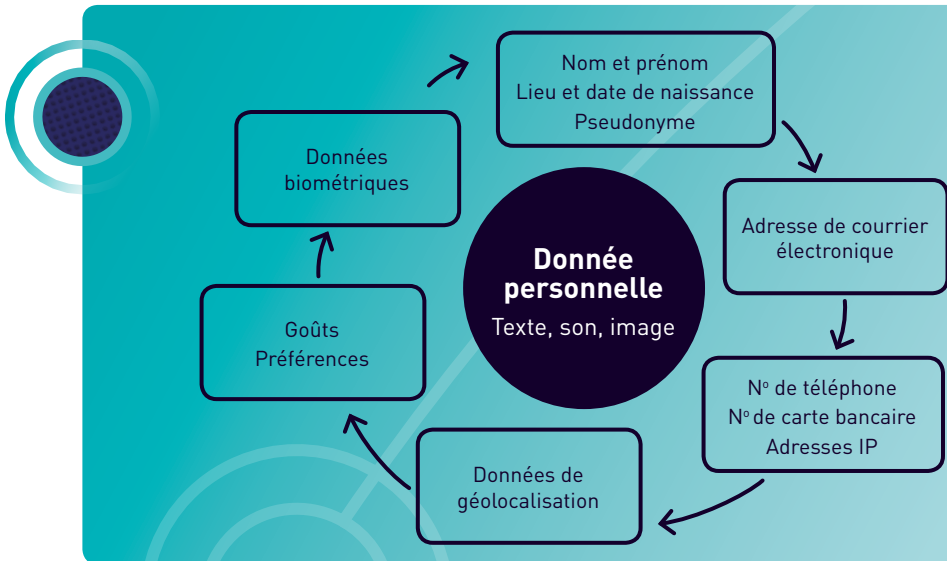 Nom et prénom
Lieu et date de naissance
Pseudonyme
Adresse de courrier
électronique
Nº de téléphone
Nº de carte bancaire
Adresses IP
Données de
géolocalisation
Goûts
Préférences
Données
biométriques
Donnée
personnelle
Texte, son, image